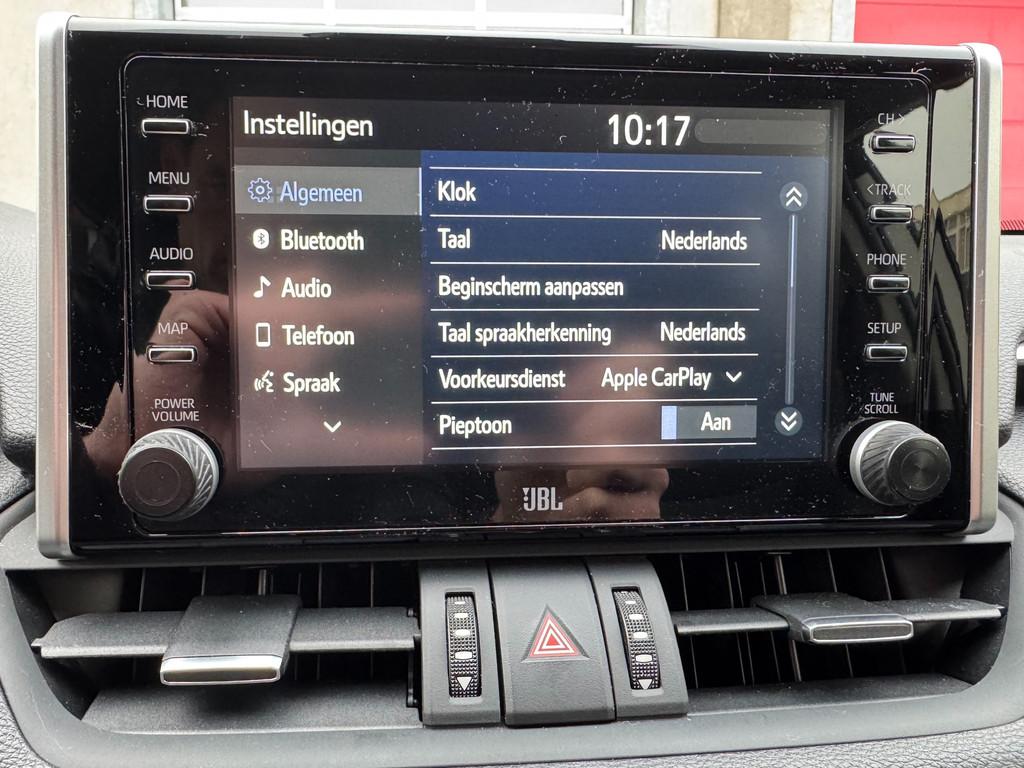 HOME
MENU
AUDIO
MAP
POWER
VOLUME
Instellingen 10:17
Algemeen
Bluetooth
Audio
Telefoon
Spraak
Klok
Taal Nederlands
Beginscherm aanpassen
Taal spraakherkenning Nederlands
Voorkeursdienst Apple CarPlay
Pieptoon Aan
CH >
< TRACK
PHONE
SETUP
TUNE
SCROLL
JBL